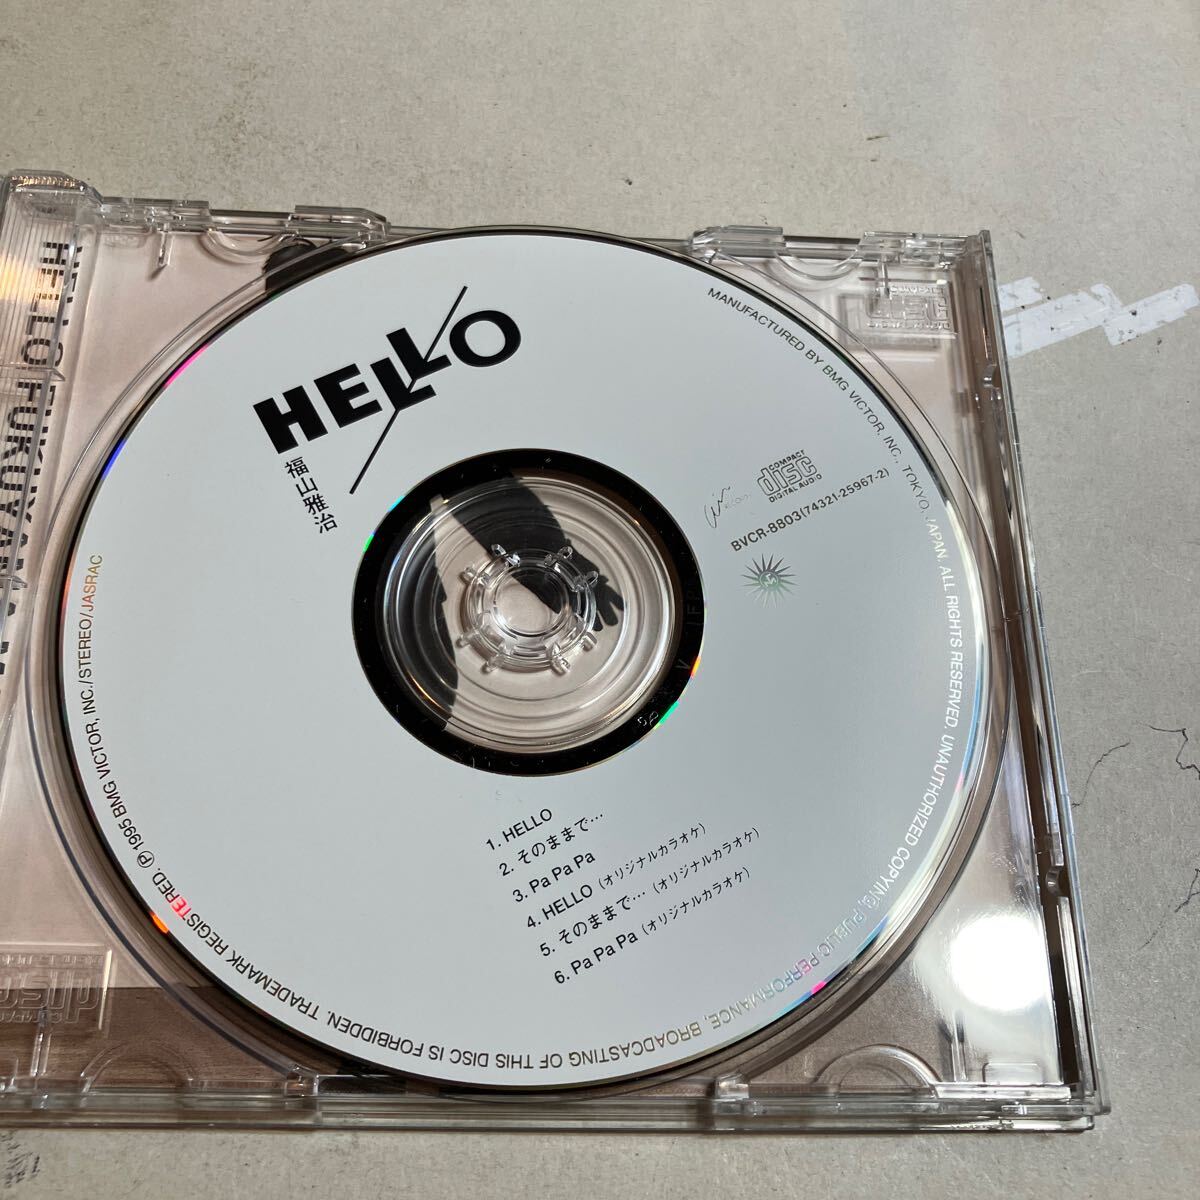 HELLO
福山雅治
MANUFACTURED BY BMG VICTOR, INC., TOKYO, JAPAN. ALL RIGHTS RESERVED. UNAUTHORIZED COPYING, PUBLIC PERFORMANCE, BROADCASTING OF THIS DISC IS FORBIDDEN. TRADEMARK REGISTERED. Ⓟ1995 BMG VICTOR, INC./STEREO/JASRAC
COMPACT
disc
DIGITAL AUDIO
BVCR-8803(74321-25967-2)
1. HELLO
2. そのままで…
3. Pa Pa Pa
4. HELLO (オリジナルカラオケ)
5. そのままで… (オリジナルカラオケ)
6. Pa Pa Pa (オリジナルカラオケ)
HELLO/FUKUYAMA